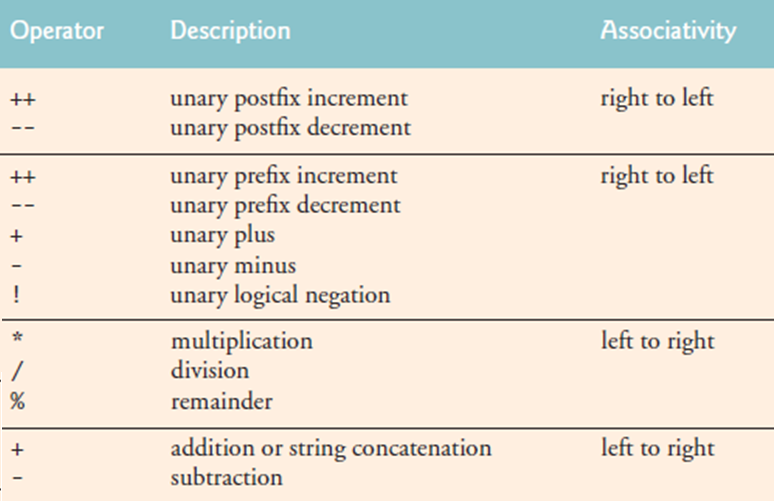 Operator Description Associativity
++ unary postfix increment right to left
-- unary postfix decrement
++ unary prefix increment right to left
-- unary prefix decrement
+ unary plus
- unary minus
! unary logical negation
* multiplication left to right
/ division
% remainder
+ addition or string concatenation left to right
- subtraction